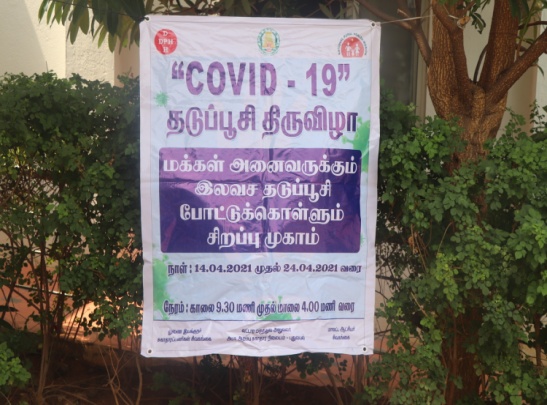 "COVID - 19"
தடுப்பூசி திருவிழா
மக்கள் அனைவருக்கும்
இலவச தடுப்பூசி
போட்டுக்கொள்ளும்
சிறப்பு முகாம்
நாள் : 14.04.2021 முதல் 24.04.2021 வரை
நேரம் : காலை 9.30 மணி முதல் மாலை 4.00 மணி வரை